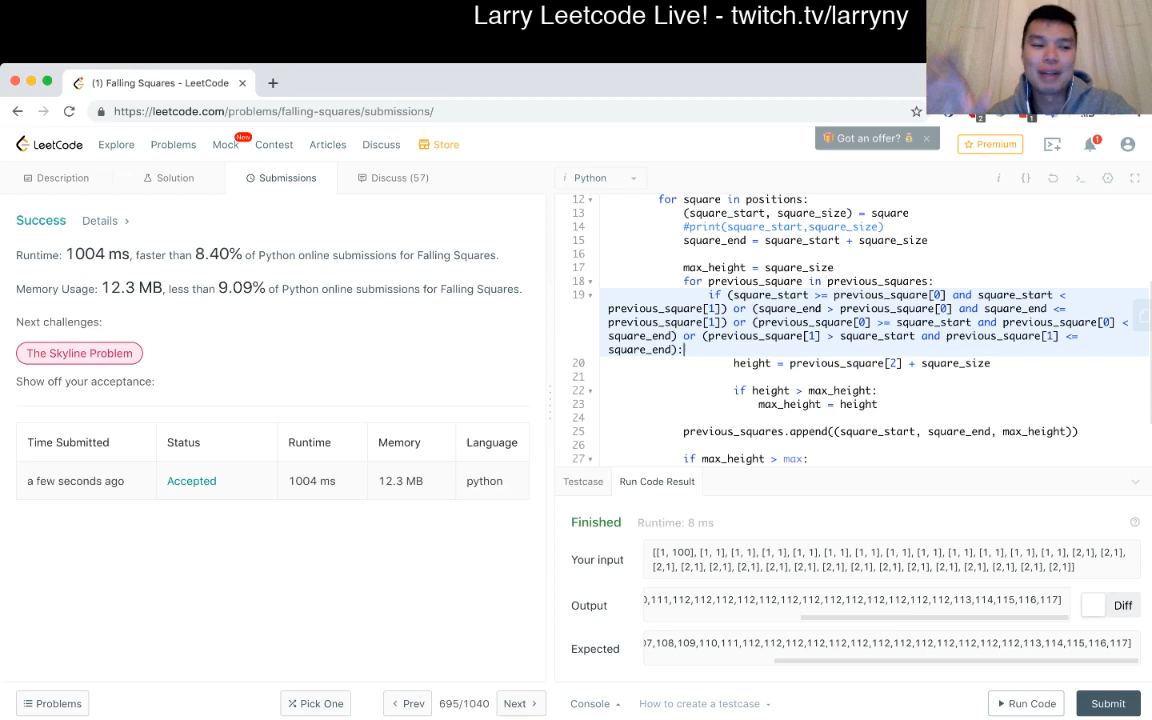 Larry Leetcode Live! - twitch.tv/larryny
(1) Falling Squares - LeetCode
https://leetcode.com/problems/falling-squares/submissions/
2
1
LeetCode
Explore
Problems
Mock
New
Contest
Articles
Discuss
Store
Got an offer?
Premium
1
Description
Solution
Submissions
Discuss (57)
i Python
Success
Details
Runtime: 1004 ms, faster than 8.40% of Python online submissions for Falling Squares.
Memory Usage: 12.3 MB, less than 9.09% of Python online submissions for Falling Squares.
Next challenges:
The Skyline Problem
Show off your acceptance:
Time Submitted Status Runtime Memory Language
a few seconds ago Accepted 1004 ms 12.3 MB python
12 for square in positions:
13 (square_start, square_size) = square
14 #print(square_start,square_size)
15 square_end = square_start + square_size
16
17 max_height = square_size
18 for previous_square in previous_squares:
19 if (square_start >= previous_square[0] and square_start <
previous_square[1]) or (square_end > previous_square[0] and square_end <=
previous_square[1]) or (previous_square[0] >= square_start and previous_square[0] <
square_end) or (previous_square[1] > square_start and previous_square[1] <=
square_end):
20 height = previous_square[2] + square_size
21
22 if height > max_height:
23 max_height = height
24
25 previous_squares.append((square_start, square_end, max_height))
26
27 if max_height > max:
Testcase
Run Code Result
Finished
Runtime: 8 ms
Your input
[[1, 100], [1, 1], [1, 1], [1, 1], [1, 1], [1, 1], [1, 1], [1, 1], [1, 1], [1, 1], [1, 1], [1, 1], [1, 1], [2,1], [2,1],
[2,1], [2,1], [2,1], [2,1], [2,1], [2,1], [2,1], [2,1], [2,1], [2,1], [2,1], [2,1], [2,1]]
Output
0,111,112,112,112,112,112,112,112,112,112,112,112,112,113,114,115,116,117]
Diff
Expected
07,108,109,110,111,112,112,112,112,112,112,112,112,112,112,112,112,113,114,115,116,117]
Problems
Pick One
Prev
695/1040
Next
Console
How to create a testcase
Run Code
Submit